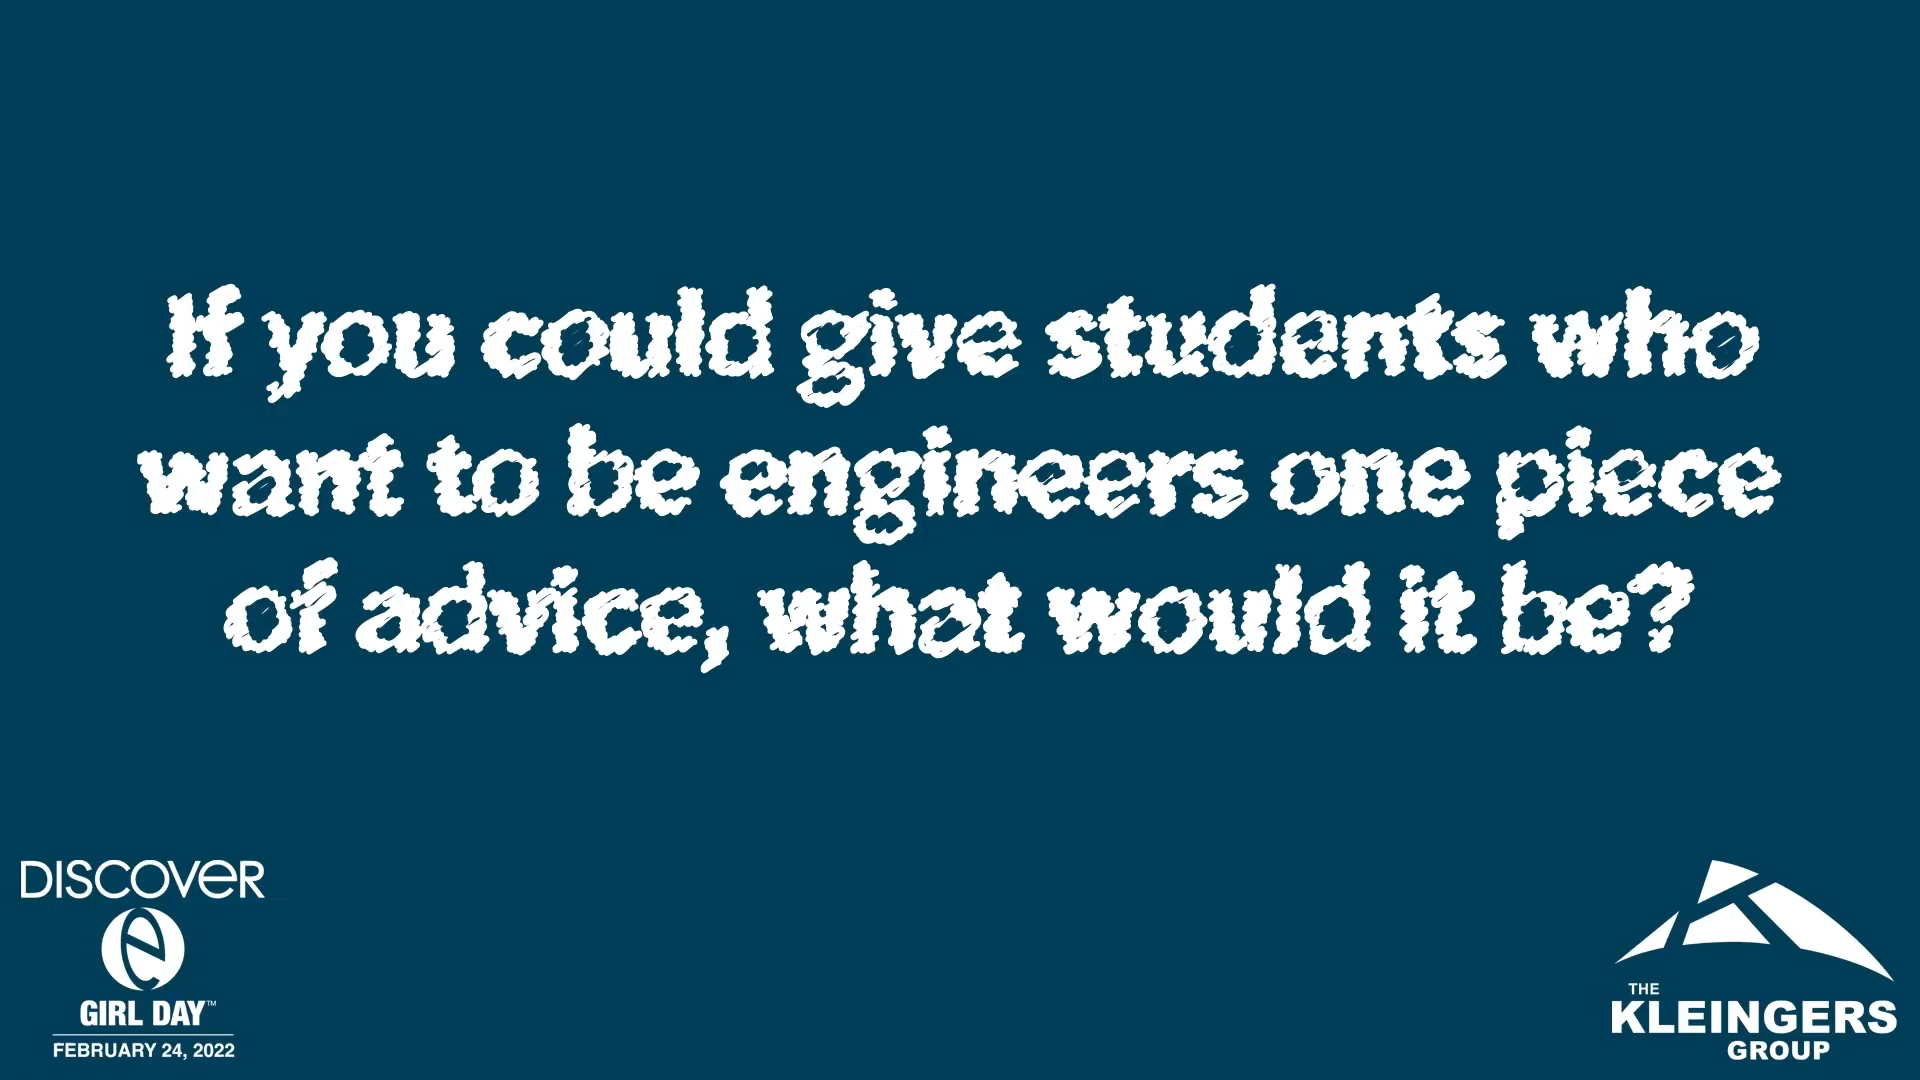 If you could give students who
want to be engineers one piece
of advice, what would it be?
DISCOVER
e
GIRL DAY™
FEBRUARY 24, 2022
THE
KLEINGERS
GROUP